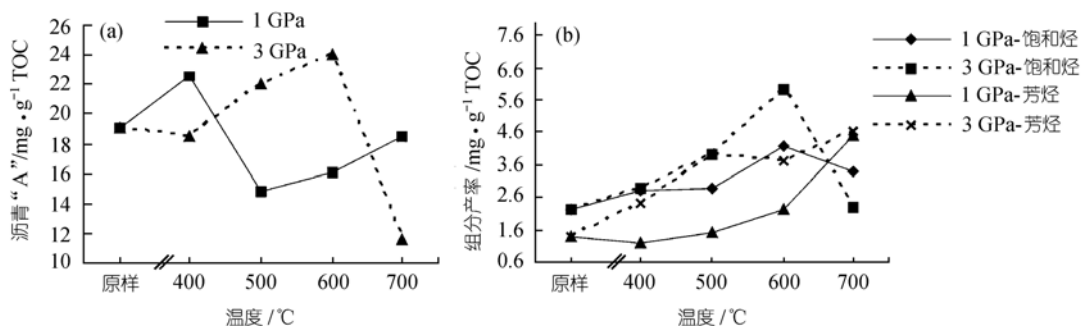 (a)
1 GPa
3 GPa
沥青“A”/mg·g⁻¹ TOC
26
24
22
20
18
16
14
12
10
原样
400
500
600
700
温度/℃
(b)
1 GPa-饱和烃
3 GPa-饱和烃
1 GPa-芳烃
3 GPa-芳烃
组分产率/mg·g⁻¹ TOC
7.6
6.6
5.6
4.6
3.6
2.6
1.6
0.6
原样
400
500
600
700
温度/℃